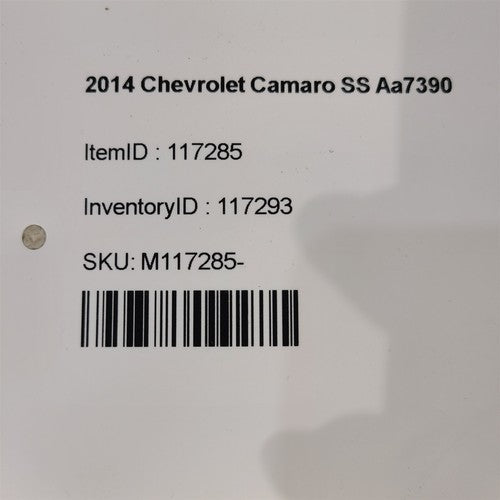 2014 Chevrolet Camaro SS Aa7390
ItemID : 117285
InventoryID : 117293
SKU: M117285-